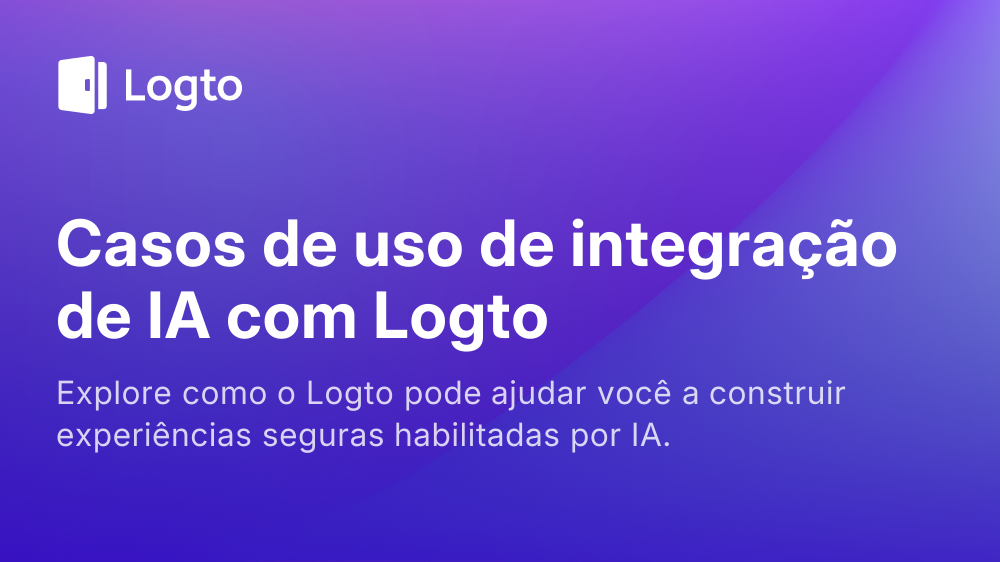 Logto
Casos de uso de integração
de IA com Logto
Explore como o Logto pode ajudar você a construir
experiências seguras habilitadas por IA.